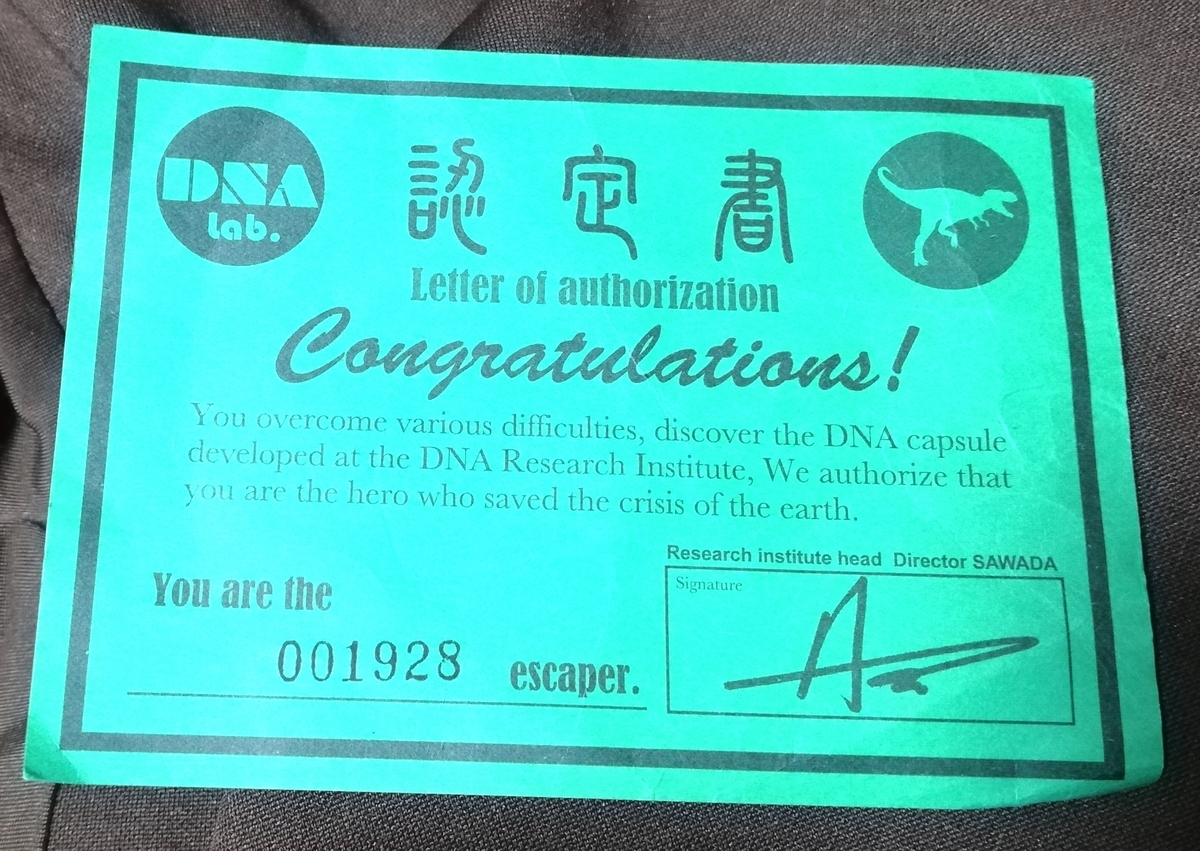 DNA
lab.
認定書
Letter of authorization
Congratulations!
You overcome various difficulties, discover the DNA capsule
developed at the DNA Research Institute, We authorize that
you are the hero who saved the crisis of the earth.
You are the
001928 escaper.
Research institute head Director SAWADA
Signature